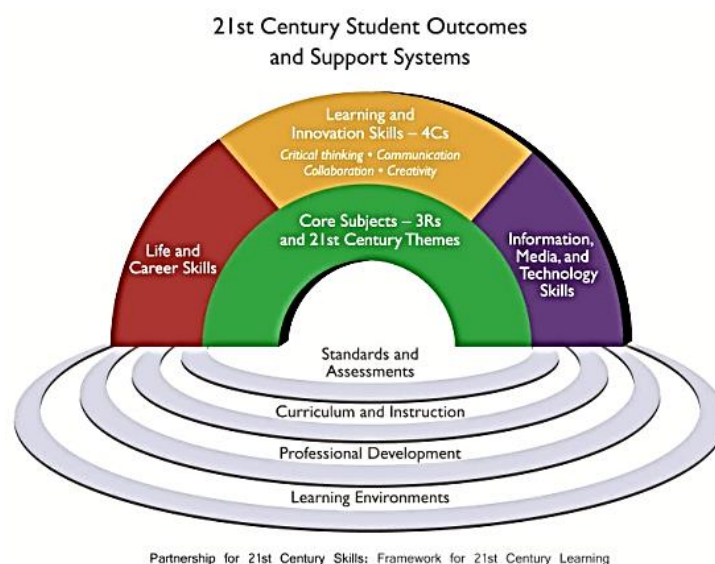 21st Century Student Outcomes
and Support Systems
Learning and
Innovation Skills – 4Cs
Critical thinking • Communication
Collaboration • Creativity
Core Subjects – 3Rs
and 21st Century Themes
Life and
Career Skills
Information,
Media, and
Technology
Skills
Standards and
Assessments
Curriculum and Instruction
Professional Development
Learning Environments
Partnership for 21st Century Skills: Framework for 21st Century Learning